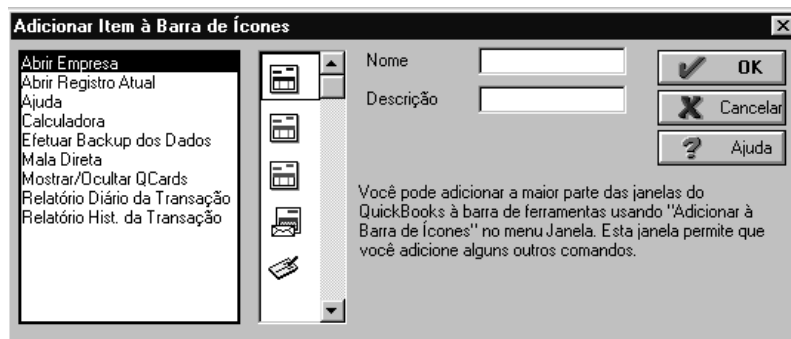 Adicionar Item à Barra de Ícones
Abrir Empresa
Abrir Registro Atual
Ajuda
Calculadora
Efetuar Backup dos Dados
Mala Direta
Mostrar/Ocultar QCards
Relatório Diário da Transação
Relatório Hist. da Transação
Nome
Descrição
OK
Cancelar
Ajuda
Você pode adicionar a maior parte das janelas do
QuickBooks à barra de ferramentas usando "Adicionar à
Barra de Ícones" no menu Janela. Esta janela permite que
você adicione alguns outros comandos.